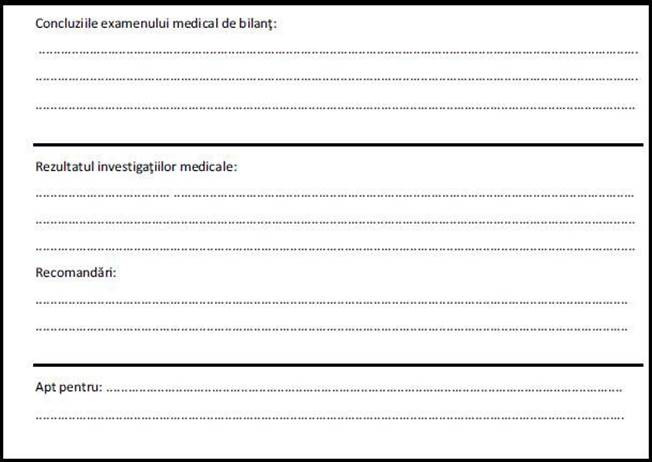 Concluziile examenului medical de bilanţ:
..............................................................................................................................................................
..............................................................................................................................................................
..............................................................................................................................................................
Rezultatul investigaţiilor medicale:
................................... .........................................................................................................................
..............................................................................................................................................................
..............................................................................................................................................................
Recomandări:
............................................................................................................................................................
............................................................................................................................................................
Apt pentru: .........................................................................................................................................
...........................................................................................................................................................